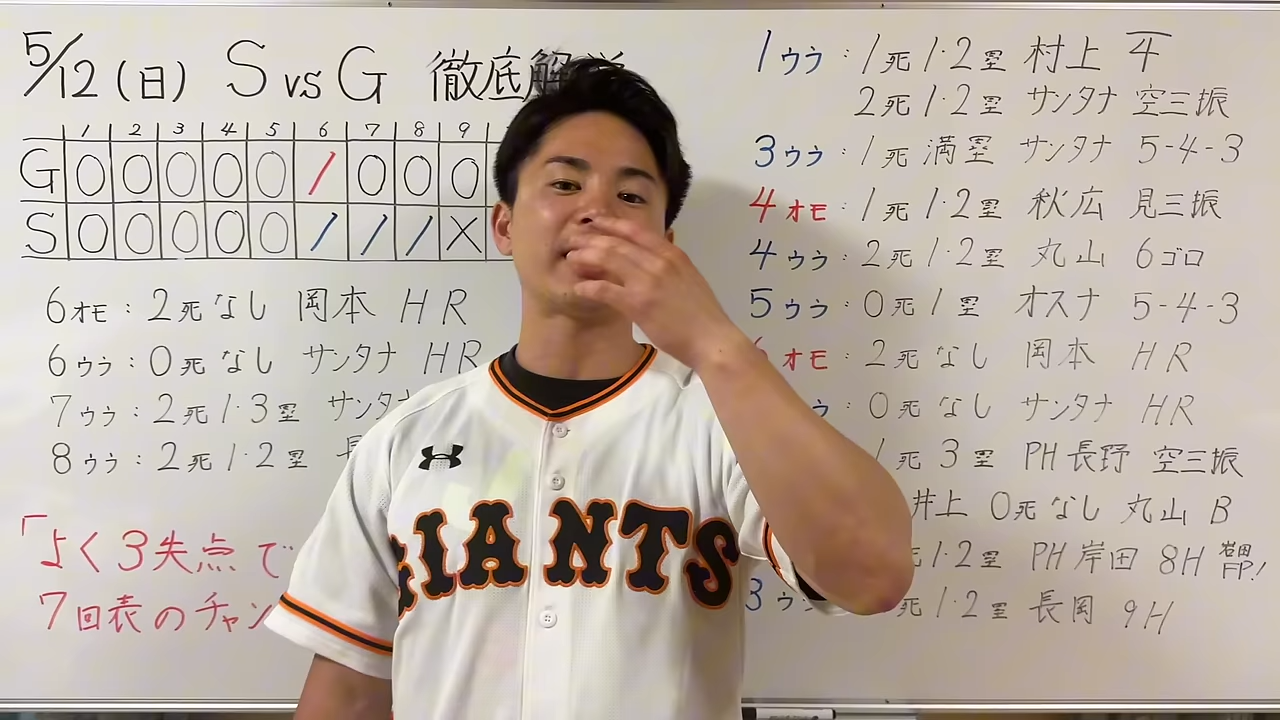 5/12(日) S vs G 徹底解説
1 2 3 4 5 6 7 8 9
G 0 0 0 0 0 1 0 0 0
S 0 0 0 0 0 1 1 1 X
6オモ:2死なし 岡本 HR
6ウラ:0死なし サンタナ HR
7ウラ:2死1・3塁 サンタ
8ウラ:2死1・2塁
「よく3失点で
7回表のチャン
1ウラ:1死1・2塁 村上 4
2死1・2塁 サンタナ 空三振
3ウラ:1死満塁 サンタナ 5-4-3
4オモ:1死1・2塁 秋広 見三振
4ウラ:2死1・2塁 丸山 6ゴロ
5ウラ:0死1塁 オスナ 5-4-3
オモ:2死なし 岡本 HR
ラ:0死なし サンタナ HR
1死3塁 PH長野 空三振
井上 0死なし 丸山 B
死1・2塁 PH岸田 8H 岩田FP!
死1・2塁 長岡 9H
GIANTS